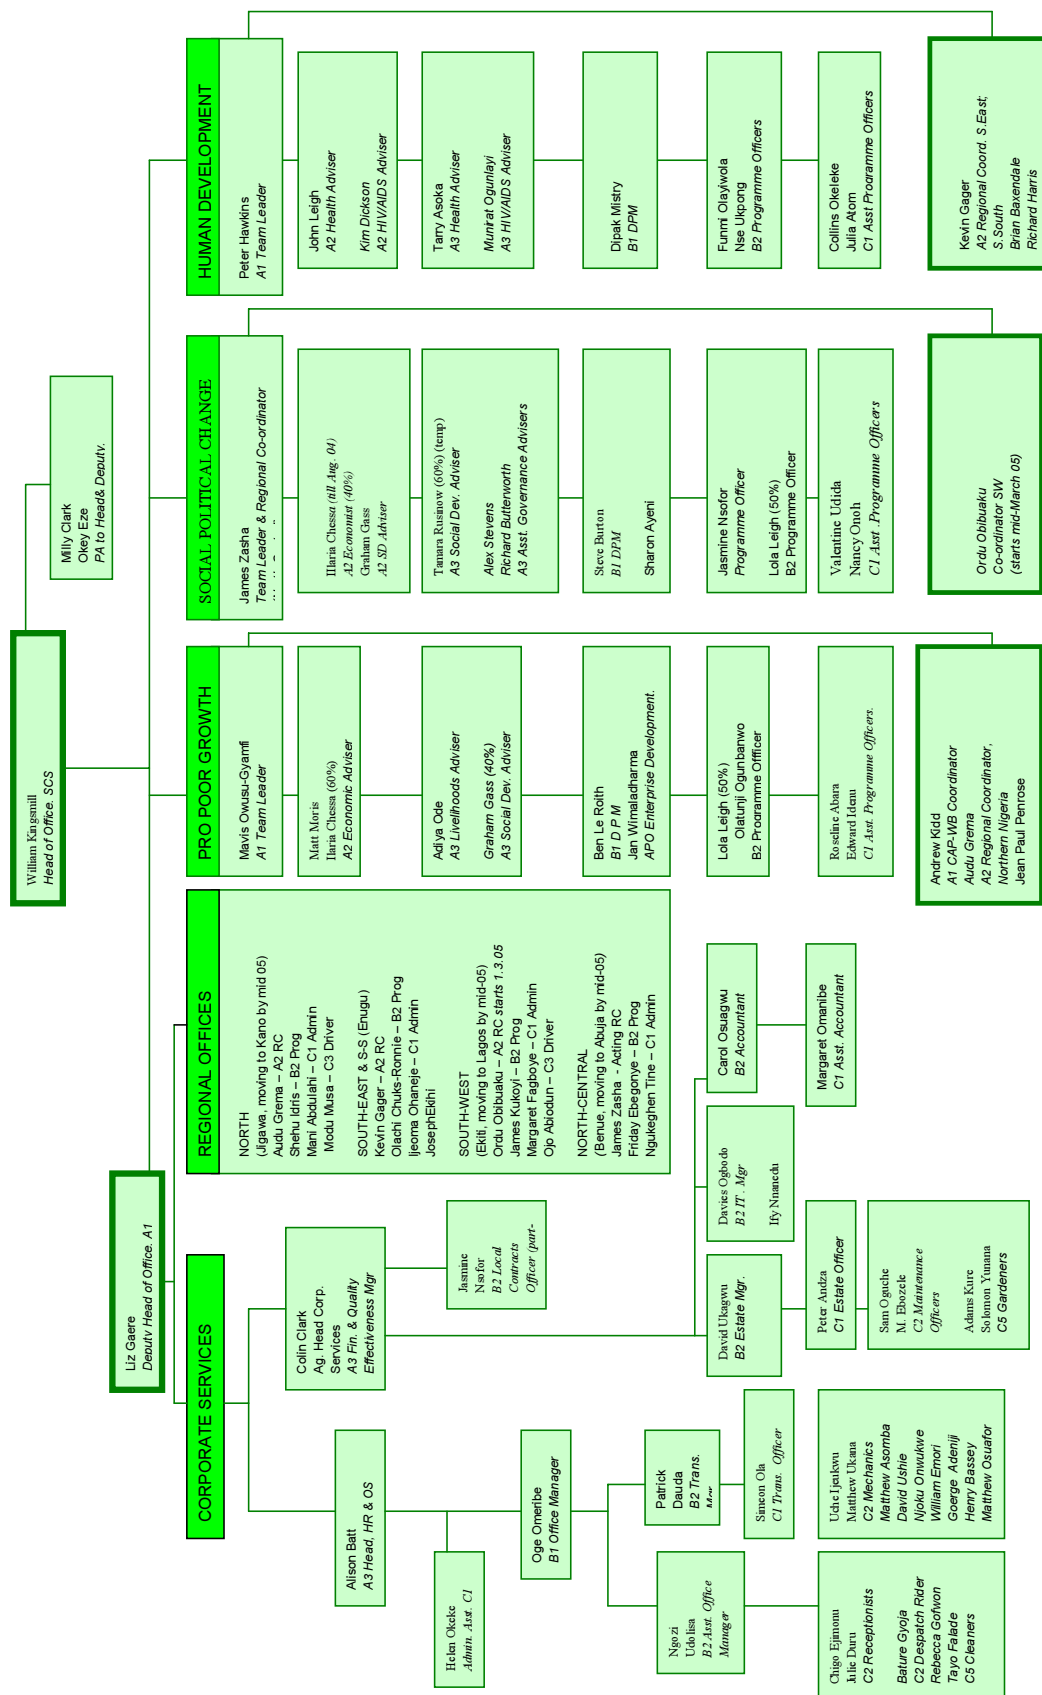 William Kingsmill
Head of Office. SCS
Milly Clark
Okey Eze
PA to Head& Deputy.
Liz Gaere
Deputy Head of Office. A1
CORPORATE SERVICES
Alison Batt
A3 Head, HR & OS
Helen Okeke
Admin. Asst. C1
Oge Omeribe
B1 Office Manager
Ngozi
Udolisa
B2 Asst. Office
Manager
Chigo Ejimonu
Julie Duru
C2 Receptionists
Bature Gyoja
C2 Despatch Rider
Rebecca Gofwon
Tayo Falade
C5 Cleaners
Patrick
Dauda
B2 Trans.
Mgr
Simeon Ola
C1 Trans. Officer
Uche Ijeukwu
Matthew Ukana
C2 Mechanics
Matthew Asomba
David Ushie
Njoku Onwukwe
William Emori
Goerge Adeniji
Henry Bassey
Matthew Osuafor
Colin Clark
Ag. Head Corp.
Services
A3 Fin. & Quality
Effectiveness Mgr
Jasmine
Nsofor
B2 Local
Contracts
Officer (part-
David Ukagwu
B2 Estate Mgr.
Peter Andza
C1 Estate Officer
Sam Oguche
M. Ebozele
C2 Maintenance
Officers
Adams Kure
Solomon Yunana
C5 Gardeners
Davies Ogbodo
B2 IT . Mgr
Ify Nnanedu
Carol Osuagwu
B2 Accountant
Margaret Omanibe
C1 Asst. Accountant
REGIONAL OFFICES
NORTH
(Jigawa, moving to Kano by mid 05)
Audu Grema – A2 RC
Shehu Idris – B2 Prog
Mani Abdulahi – C1 Admin
Modu Musa – C3 Driver
SOUTH-EAST & S-S (Enugu)
Kevin Gager – A2 RC
Olachi Chuks-Ronnie – B2 Prog
Ijeoma Ohaneje – C1 Admin
JosephEkihi
SOUTH-WEST
(Ekiti, moving to Lagos by mid-05)
Ordu Obibuaku – A2 RC starts 1.3.05
James Kukoyi – B2 Prog
Margaret Fagboye – C1 Admin
Ojo Abiodun – C3 Driver
NORTH-CENTRAL
(Benue, moving to Abuja by mid-05)
James Zasha - Acting RC
Friday Ebegonye – B2 Prog
Ngukeghen Tine – C1 Admin
PRO POOR GROWTH
Mavis Owusu-Gyamfi
A1 Team Leader
Matt Moris
Ilaria Chessa (60%)
A2 Economic Adviser
Adiya Ode
A3 Livelihoods Adviser
Graham Gass (40%)
A3 Social Dev. Adviser
Ben Le Roith
B1 D P M
Jan Wimaladharma
APO Enterprise Development.
Lola Leigh (50%)
Olatunji Ogunbanwo
B2 Programme Officer
Roseline Abara
Edward Idenu
C1 Asst. Programme Officers.
Andrew Kidd
A1 CAP-WB Coordinator
Audu Grema
A2 Regional Coordinator,
Northern Nigeria
Jean Paul Penrose
SOCIAL POLITICAL CHANGE
James Zasha
Team Leader & Regional Co-ordinator
Illaria Chessa (till Aug. 04)
A2 Economist (40%)
Graham Gass
A2 SD Adviser
Tamara Rusinow (60%) (temp)
A3 Social Dev. Adviser
Alex Stevens
Richard Butterworth
A3 Asst. Governance Advisers
Steve Burton
B1 DPM
Sharon Ayeni
Jasmine Nsofor
Programme Officer
Lola Leigh (50%)
B2 Programme Officer
Valentine Udida
Nancy Onoh
C1 Asst .Programme Officers
Ordu Obibuaku
Co-ordinator SW
(starts mid-March 05)
HUMAN DEVELOPMENT
Peter Hawkins
A1 Team Leader
John Leigh
A2 Health Adviser
Kim Dickson
A2 HIV/AIDS Adviser
Tarry Asoka
A3 Health Adviser
Munirat Ogunlayi
A3 HIV/AIDS Adviser
Dipak Mistry
B1 DPM
Funmi Olayiwola
Nse Ukpong
B2 Programme Officers
Collins Okeleke
Julia Atom
C1 Asst Programme Officers
Kevin Gager
A2 Regional Coord. S.East;
S.South
Brian Baxendale
Richard Harris